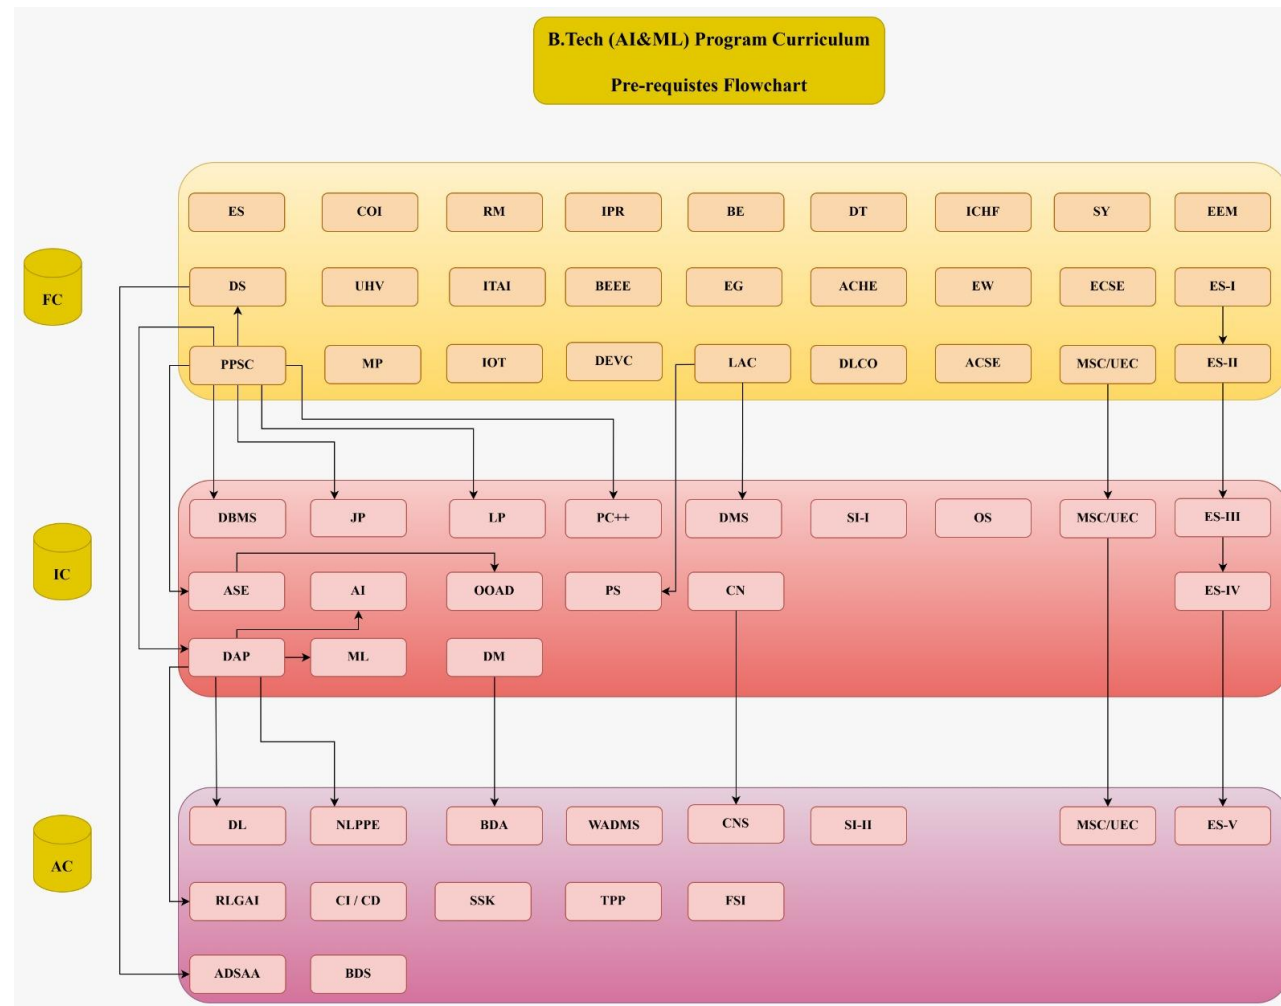 B.Tech (AI&ML) Program Curriculum
Pre-requistes Flowchart
FC
ES
COI
RM
IPR
BE
DT
ICHF
SY
EEM
DS
UHV
ITAI
BEEE
EG
ACHE
EW
ECSE
ES-I
PPSC
MP
IOT
DEVC
LAC
DLCO
ACSE
MSC/UEC
ES-II
IC
DBMS
JP
LP
PC++
DMS
SI-I
OS
MSC/UEC
ES-III
ASE
AI
OOAD
PS
CN
ES-IV
DAP
ML
DM
AC
DL
NLPPE
BDA
WADMS
CNS
SI-II
MSC/UEC
ES-V
RLGAI
CI / CD
SSK
TPP
FSI
ADSAA
BDS